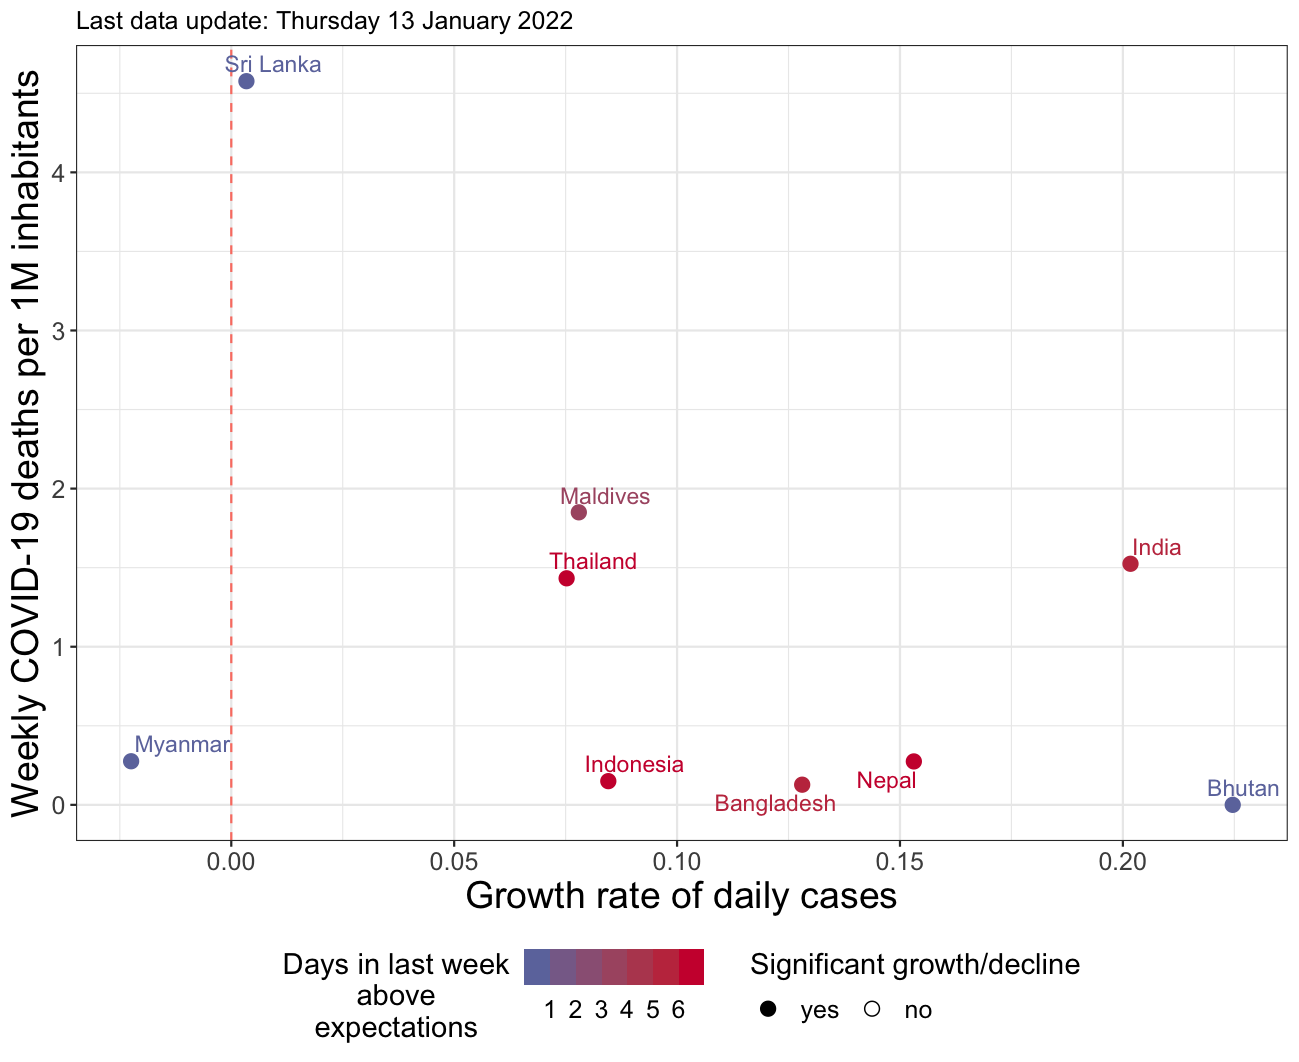 Last data update: Thursday 13 January 2022
Weekly COVID-19 deaths per 1M inhabitants
4
3
2
1
0
Sri Lanka
Maldives
Thailand
India
Myanmar
Indonesia
Bangladesh
Nepal
Bhutan
0.00 0.05 0.10 0.15 0.20
Growth rate of daily cases
Days in last week
above
expectations
1 2 3 4 5 6
Significant growth/decline
yes no